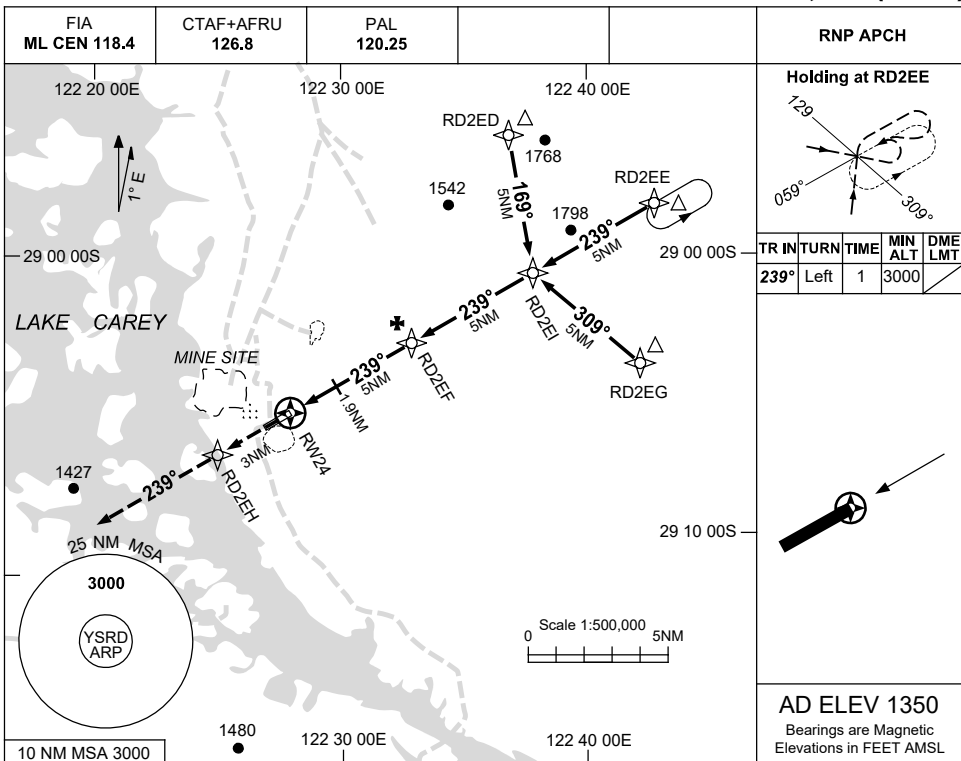 FIA
ML CEN 118.4
CTAF+AFRU
126.8
PAL
120.25
RNP APCH
122 20 00E
122 30 00E
122 40 00E
Holding at RD2EE
129
059°
309°
TR IN
TURN
TIME
MIN ALT
DME LMT
239°
Left
1
3000
1° E
RD2ED
1768
1542
169°
5NM
RD2EE
1798
239°
5NM
29 00 00S
29 00 00S
RD2EI
239°
5NM
309°
5NM
RD2EG
LAKE CAREY
MINE SITE
RD2EF
239°
5NM
1.9NM
RW24
3NM
RD2EH
239°
1427
29 10 00S
25 NM MSA
3000
YSRD
ARP
Scale 1:500,000
0
5NM
1480
10 NM MSA 3000
122 30 00E
122 40 00E
AD ELEV 1350
Bearings are Magnetic
Elevations in FEET AMSL